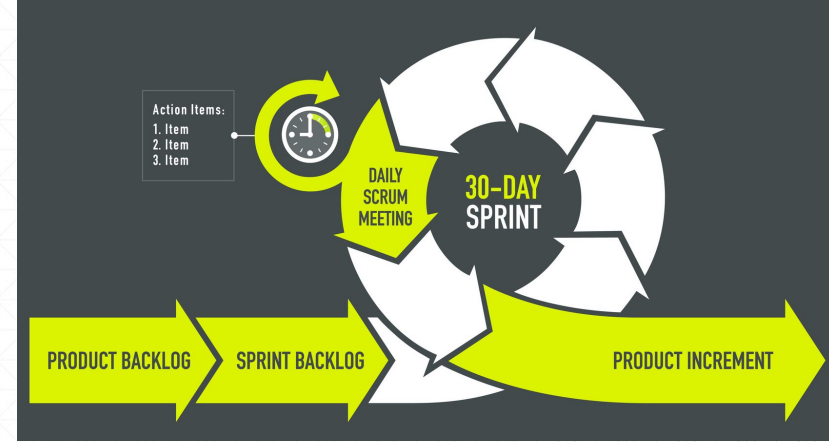 Action Items:
1. Item
2. Item
3. Item
DAILY
SCRUM
MEETING
30-DAY
SPRINT
PRODUCT BACKLOG
SPRINT BACKLOG
PRODUCT INCREMENT